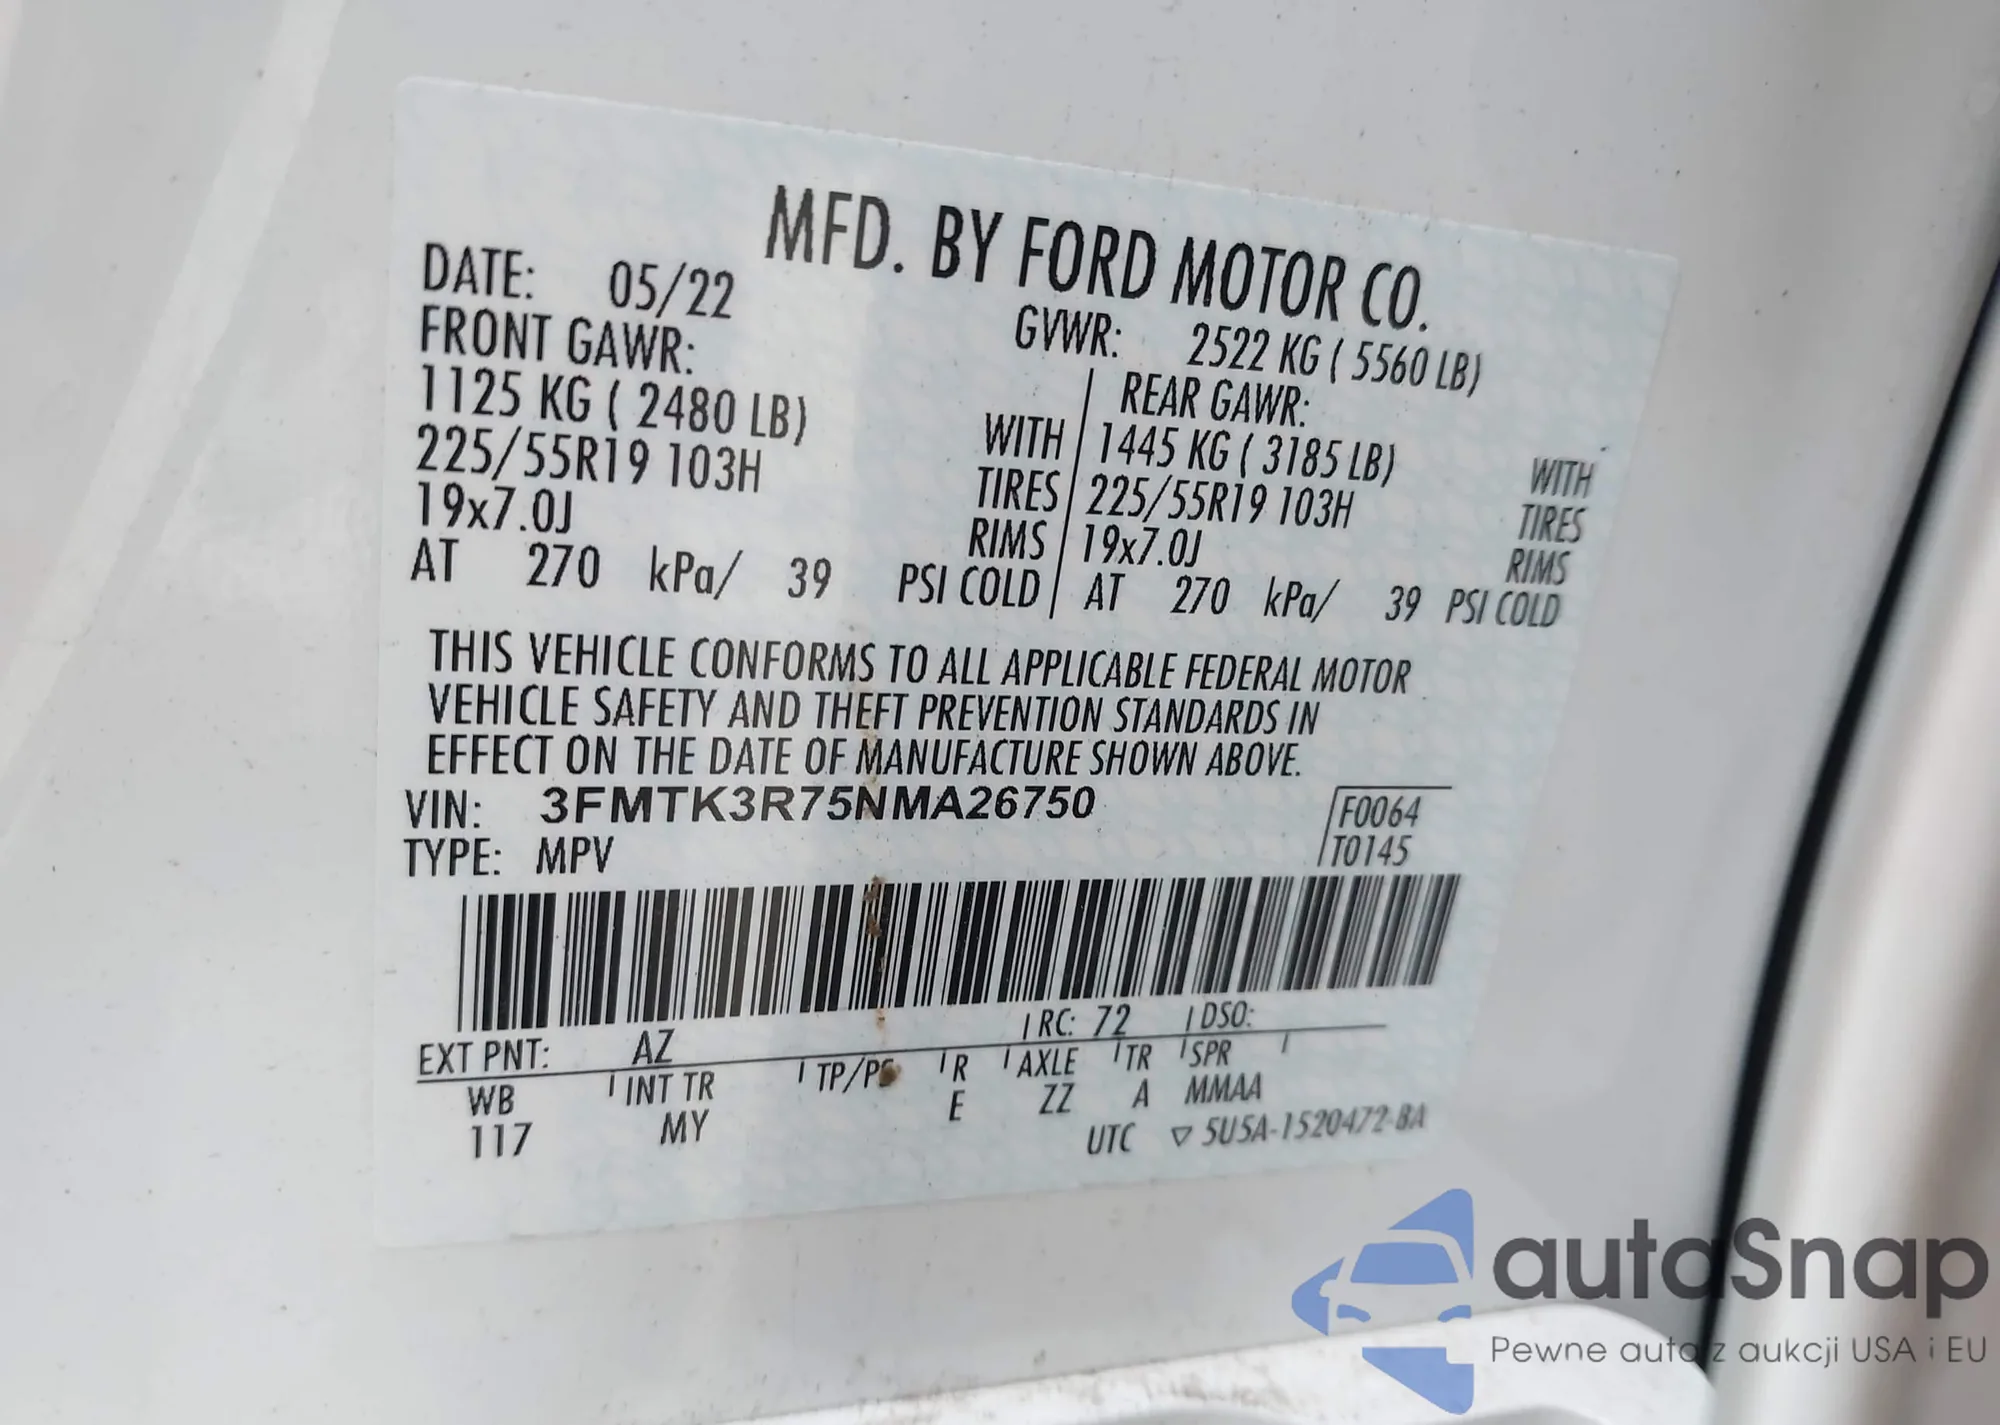 MFD. BY FORD MOTOR CO.
DATE: 05/22
GVWR: 2522 KG ( 5560 LB)
FRONT GAWR:
REAR GAWR:
1125 KG ( 2480 LB) WITH
1445 KG ( 3185 LB) WITH
225/55R19 103H TIRES
225/55R19 103H TIRES
19x7.0J RIMS
19x7.0J RIMS
AT 270 kPa/ 39 PSI COLD
AT 270 kPa/ 39 PSI COLD
THIS VEHICLE CONFORMS TO ALL APPLICABLE FEDERAL MOTOR
VEHICLE SAFETY AND THEFT PREVENTION STANDARDS IN
EFFECT ON THE DATE OF MANUFACTURE SHOWN ABOVE.
VIN: 3FMTK3R75NMA26750
F0064
TYPE: MPV
T0145
EXT PNT: AZ RC: 72 DSO:
WB INT TR TP/PS R AXLE TR SPR
117 MY E ZZ A MMAA
UTC ▽ 5U5A-1520472-BA
autoSnap
Pewne auta z aukcji USA i EU